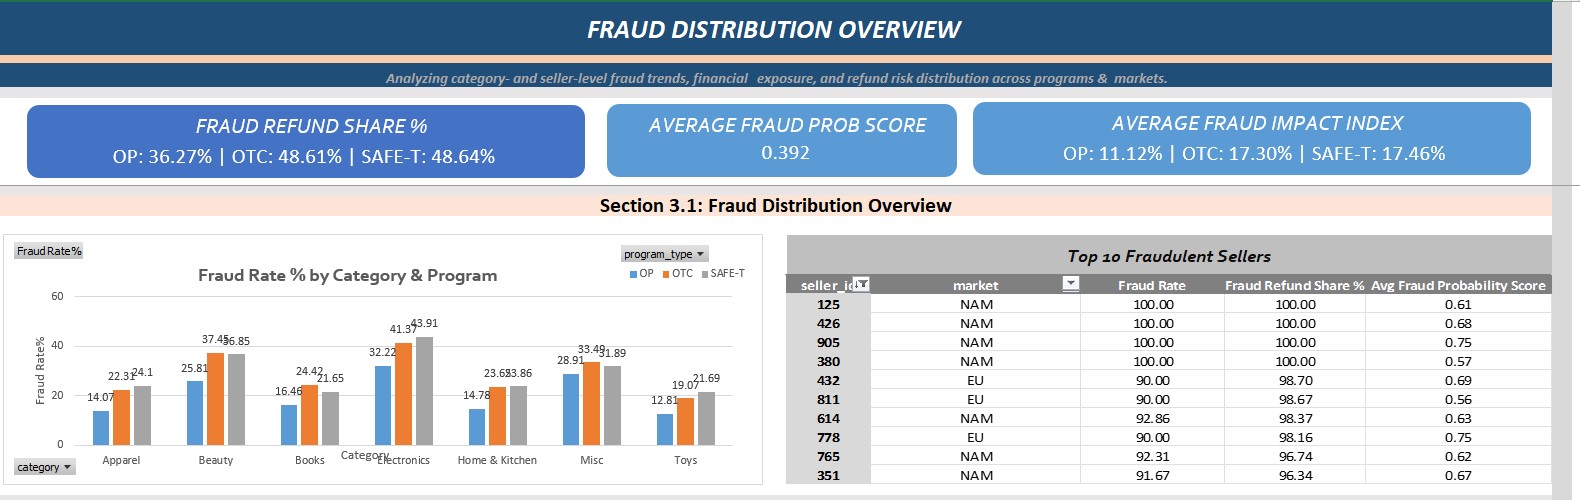 FRAUD DISTRIBUTION OVERVIEW
Analyzing category- and seller-level fraud trends, financial exposure, and refund risk distribution across programs & markets.
FRAUD REFUND SHARE %
OP: 36.27% | OTC: 48.61% | SAFE-T: 48.64%
AVERAGE FRAUD PROB SCORE
0.392
AVERAGE FRAUD IMPACT INDEX
OP: 11.12% | OTC: 17.30% | SAFE-T: 17.46%
Section 3.1: Fraud Distribution Overview
Fraud Rate%
program_type
Fraud Rate % by Category & Program
OP OTC SAFE-T
Fraud Rate%
60
40
20
0
14.07 22.31 24.1
25.81 37.45 36.85
16.46 24.42 21.65
32.22 41.37 43.91
14.78 23.65 23.86
28.91 33.49 31.89
12.81 19.07 21.69
Apparel Beauty Books Electronics Home & Kitchen Misc Toys
Category
category
Top 10 Fraudulent Sellers
seller_id market Fraud Rate Fraud Refund Share % Avg Fraud Probability Score
125 NAM 100.00 100.00 0.61
426 NAM 100.00 100.00 0.68
905 NAM 100.00 100.00 0.75
380 NAM 100.00 100.00 0.57
432 EU 90.00 98.70 0.69
811 EU 90.00 98.67 0.56
614 NAM 92.86 98.37 0.63
778 EU 90.00 98.16 0.75
765 NAM 92.31 96.74 0.62
351 NAM 91.67 96.34 0.67